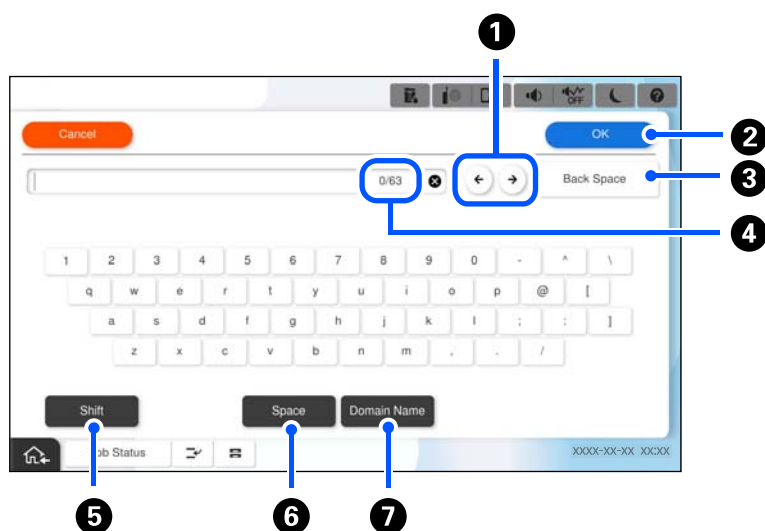 1
OFF
?
Cancel
OK
2
0/63
← →
Back Space
3
4
1 2 3 4 5 6 7 8 9 0 - ^ \
q w e r t y u i o p @ [
a s d f g h j k l ; : ]
z x c v b n m , . /
Shift
Space
Domain Name
ob Status
XXXX-XX-XX XX:XX
5
6
7